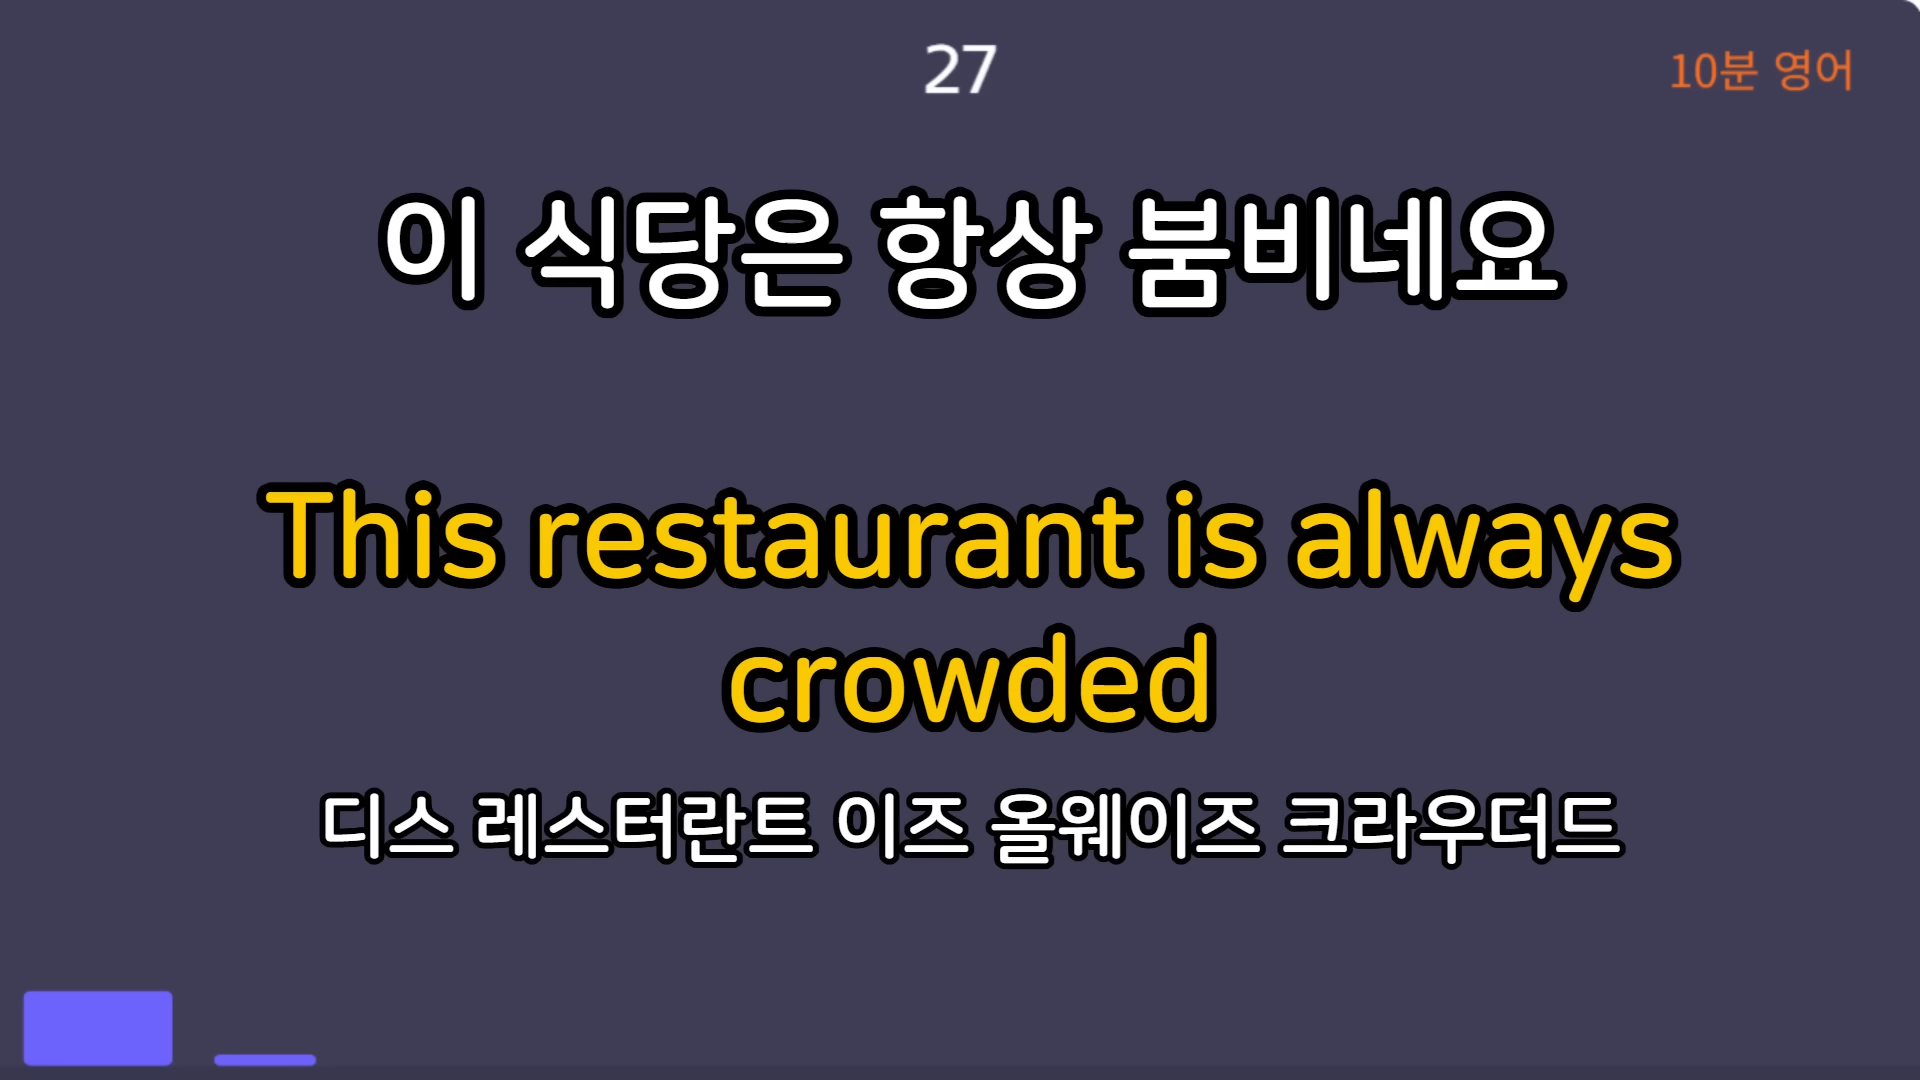 27
10분 영어
이 식당은 항상 붐비네요
This restaurant is always
crowded
디스 레스터란트 이즈 올웨이즈 크라우더드